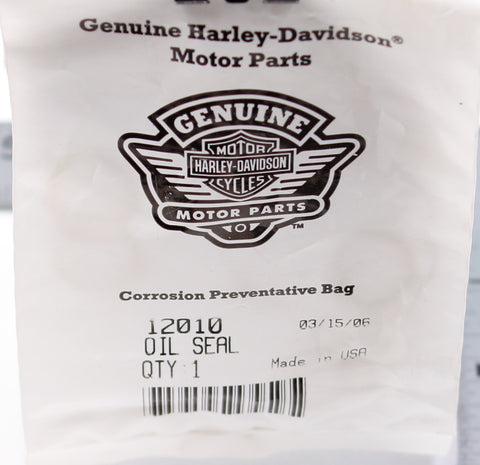 Genuine Harley-Davidson®
Motor Parts
GENUINE
MOTOR
HARLEY-DAVIDSON
CYCLES
MOTOR PARTS
TM
Corrosion Preventative Bag
12010 03/15/06
OIL SEAL
QTY 1 Made in USA